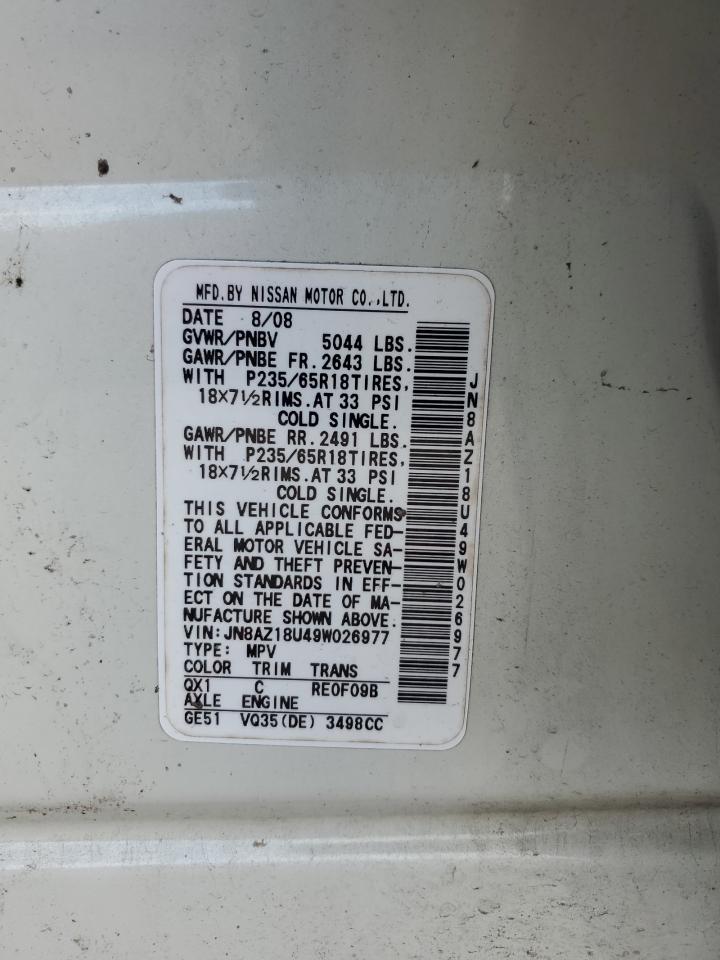 MFD.BY NISSAN MOTOR CO.,LTD.
DATE 8/08
GVWR/PNBV 5044 LBS.
GAWR/PNBE FR.2643 LBS.
WITH P235/65R18TIRES,
18X7½RIMS.AT 33 PSI
COLD SINGLE.
GAWR/PNBE RR.2491 LBS.
WITH P235/65R18TIRES,
18X7½RIMS.AT 33 PSI
COLD SINGLE.
THIS VEHICLE CONFORMS
TO ALL APPLICABLE FED-
ERAL MOTOR VEHICLE SA-
FETY AND THEFT PREVEN-
TION STANDARDS IN EFF-
ECT ON THE DATE OF MA-
NUFACTURE SHOWN ABOVE.
VIN:JN8AZ18U49W026977
TYPE: MPV
COLOR TRIM TRANS
QX1 C RE0F09B
AXLE ENGINE
GE51 VQ35(DE) 3498CC
JN8AZ18U49W026977